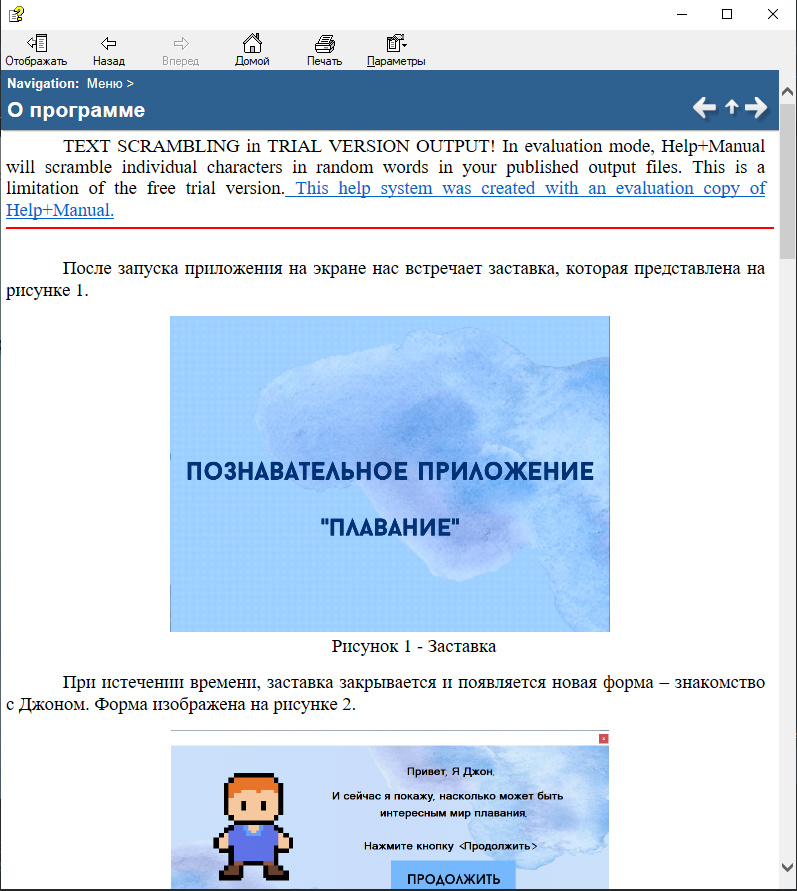 Отображать Назад Вперед Домой Печать Параметры
Navigation: Меню >
О программе
TEXT SCRAMBLING in TRIAL VERSION OUTPUT! In evaluation mode, Help+Manual
will scramble individual characters in random words in your published output files. This is a
limitation of the free trial version. This help system was created with an evaluation copy of
Help+Manual.
После запуска приложения на экране нас встречает заставка, которая представлена на
рисунке 1.
ПОЗНАВАТЕЛЬНОЕ ПРИЛОЖЕНИЕ
"ПЛАВАНИЕ"
Рисунок 1 - Заставка
При истечении времени, заставка закрывается и появляется новая форма – знакомство
с Джоном. Форма изображена на рисунке 2.
Привет, Я Джон,
И сейчас я покажу, насколько может быть
интересным мир плавания,
Нажмите кнопку <Продолжить>
ПРОДОЛЖИТЬ